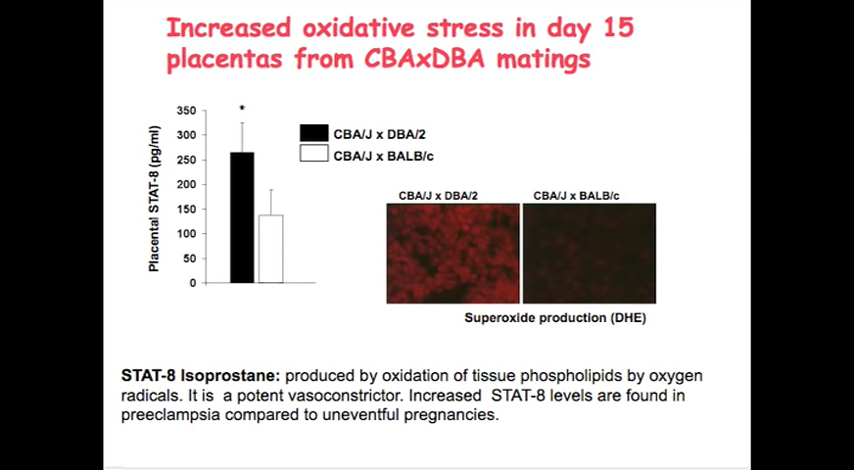 Increased oxidative stress in day 15
placentas from CBAxDBA matings
350
300
250
200
150
100
50
0
Placental STAT-8 (pg/ml)
*
CBA/J x DBA/2
CBA/J x BALB/c
CBA/J x DBA/2
CBA/J x BALB/c
Superoxide production (DHE)
STAT-8 Isoprostane: produced by oxidation of tissue phospholipids by oxygen
radicals. It is a potent vasoconstrictor. Increased STAT-8 levels are found in
preeclampsia compared to uneventful pregnancies.